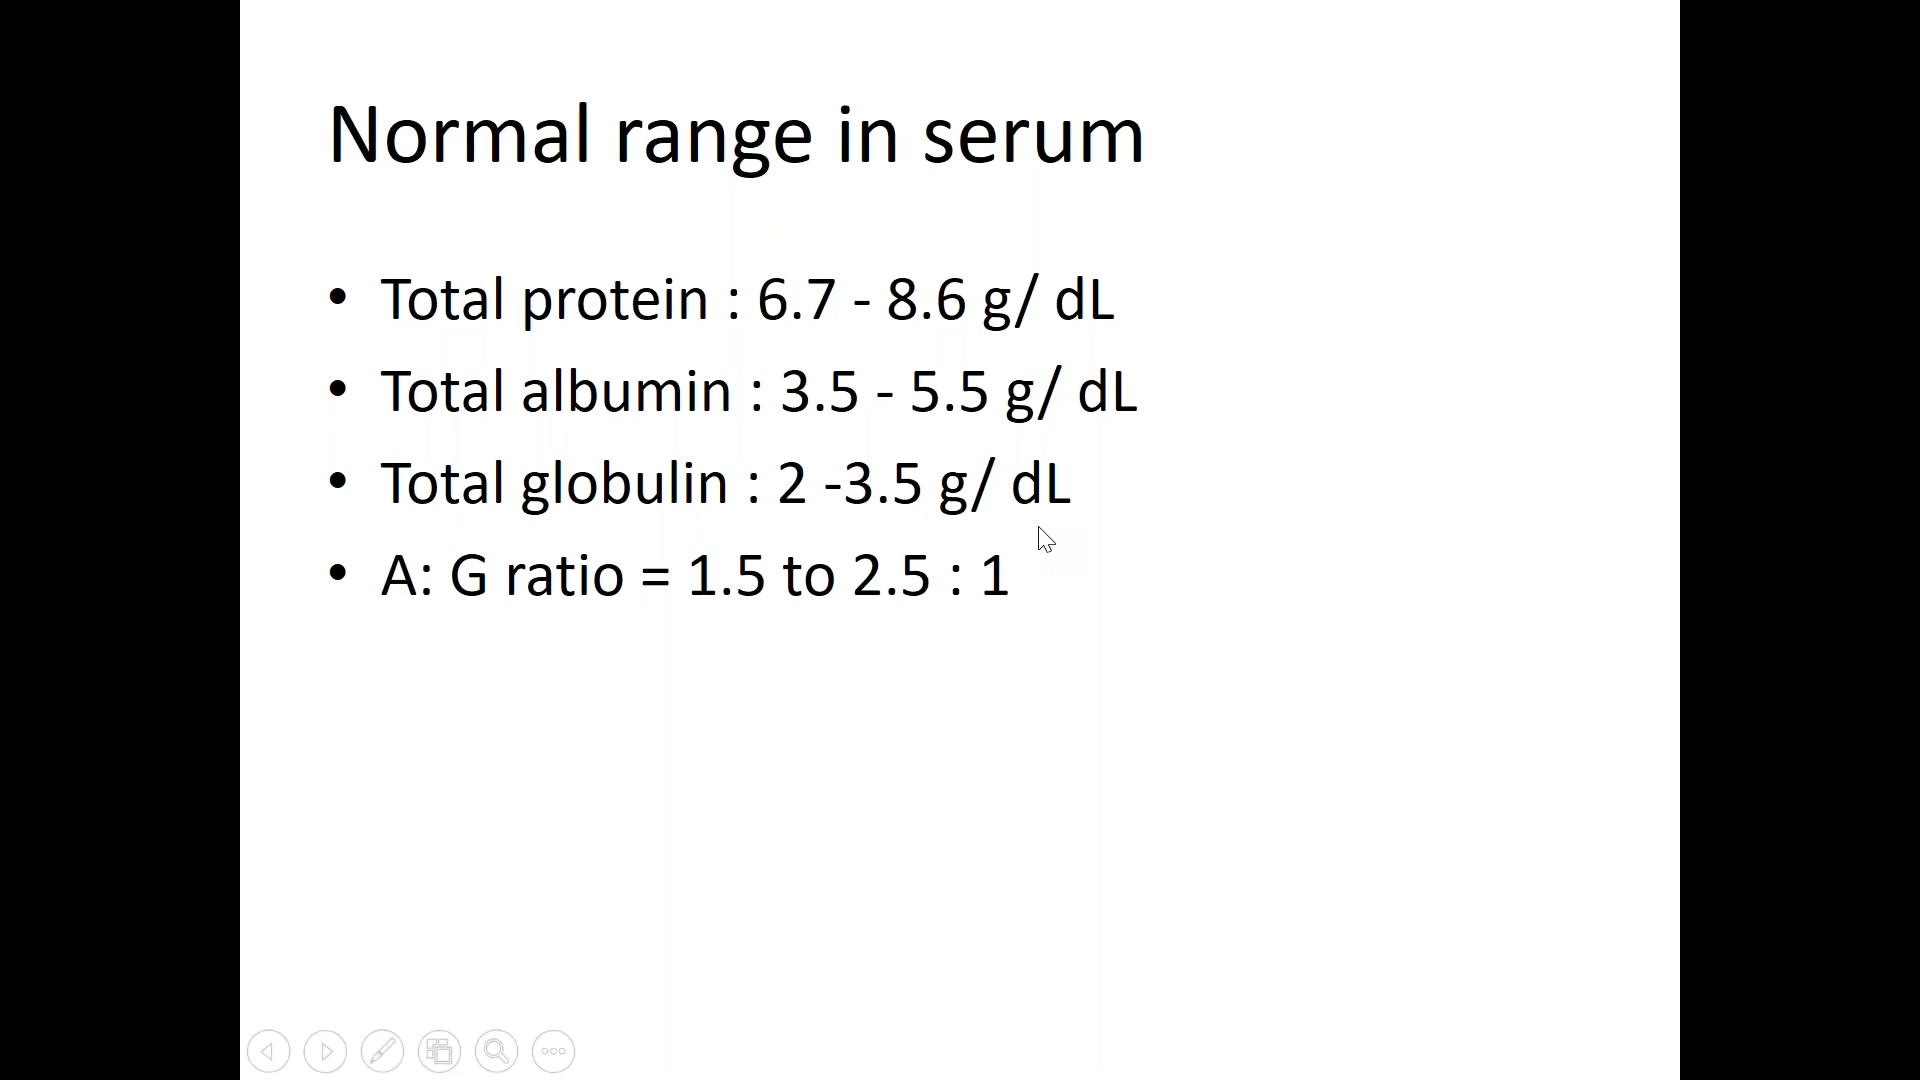 Normal range in serum
• Total protein : 6.7 - 8.6 g/ dL
• Total albumin : 3.5 - 5.5 g/ dL
• Total globulin : 2 -3.5 g/ dL
• A: G ratio = 1.5 to 2.5 : 1